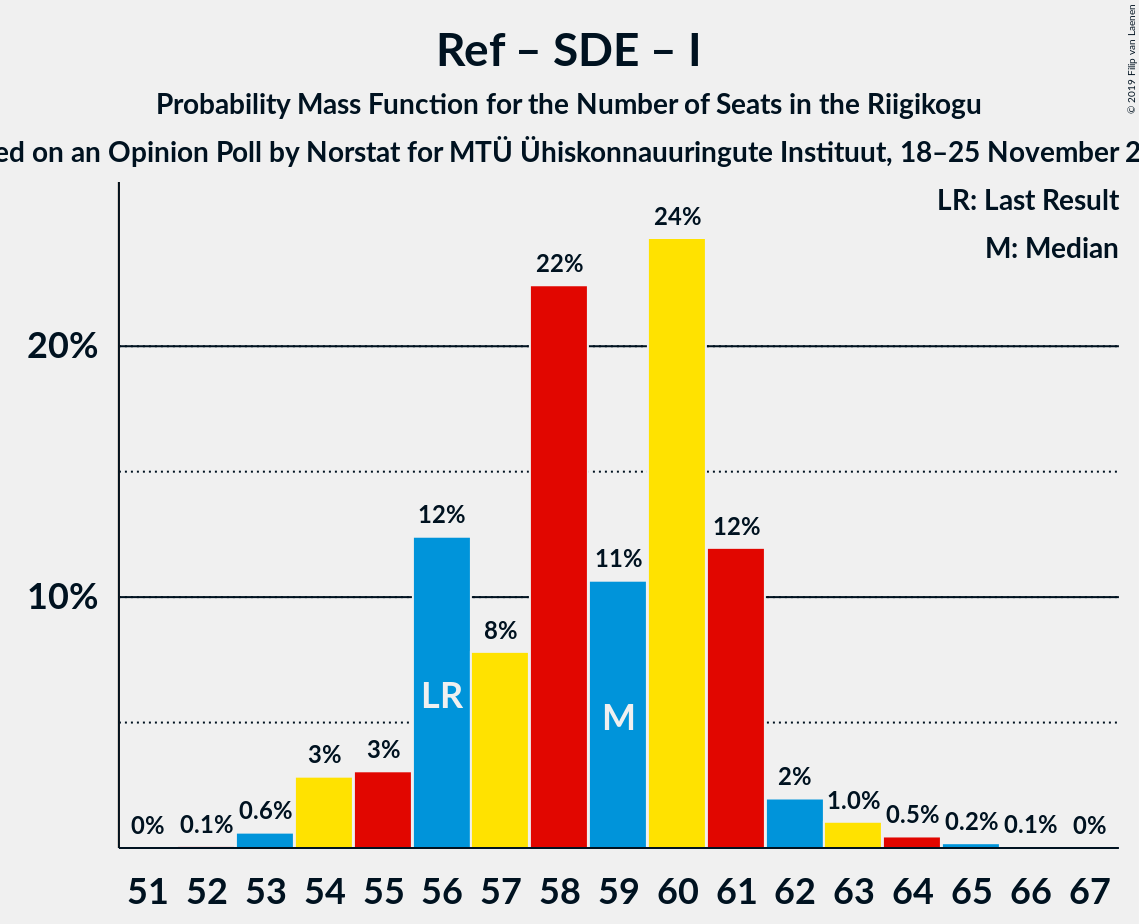 Ref – SDE – I
Probability Mass Function for the Number of Seats in the Riigikogu
ed on an Opinion Poll by Norstat for MTÜ Ühiskonnauuringute Instituut, 18–25 November 2
© 2019 Filip van Laenen
LR: Last Result
M: Median
20%
10%
0% 0.1% 0.6% 3% 3% 12% 8% 22% 11% 24% 12% 2% 1.0% 0.5% 0.2% 0.1% 0%
LR M
51 52 53 54 55 56 57 58 59 60 61 62 63 64 65 66 67